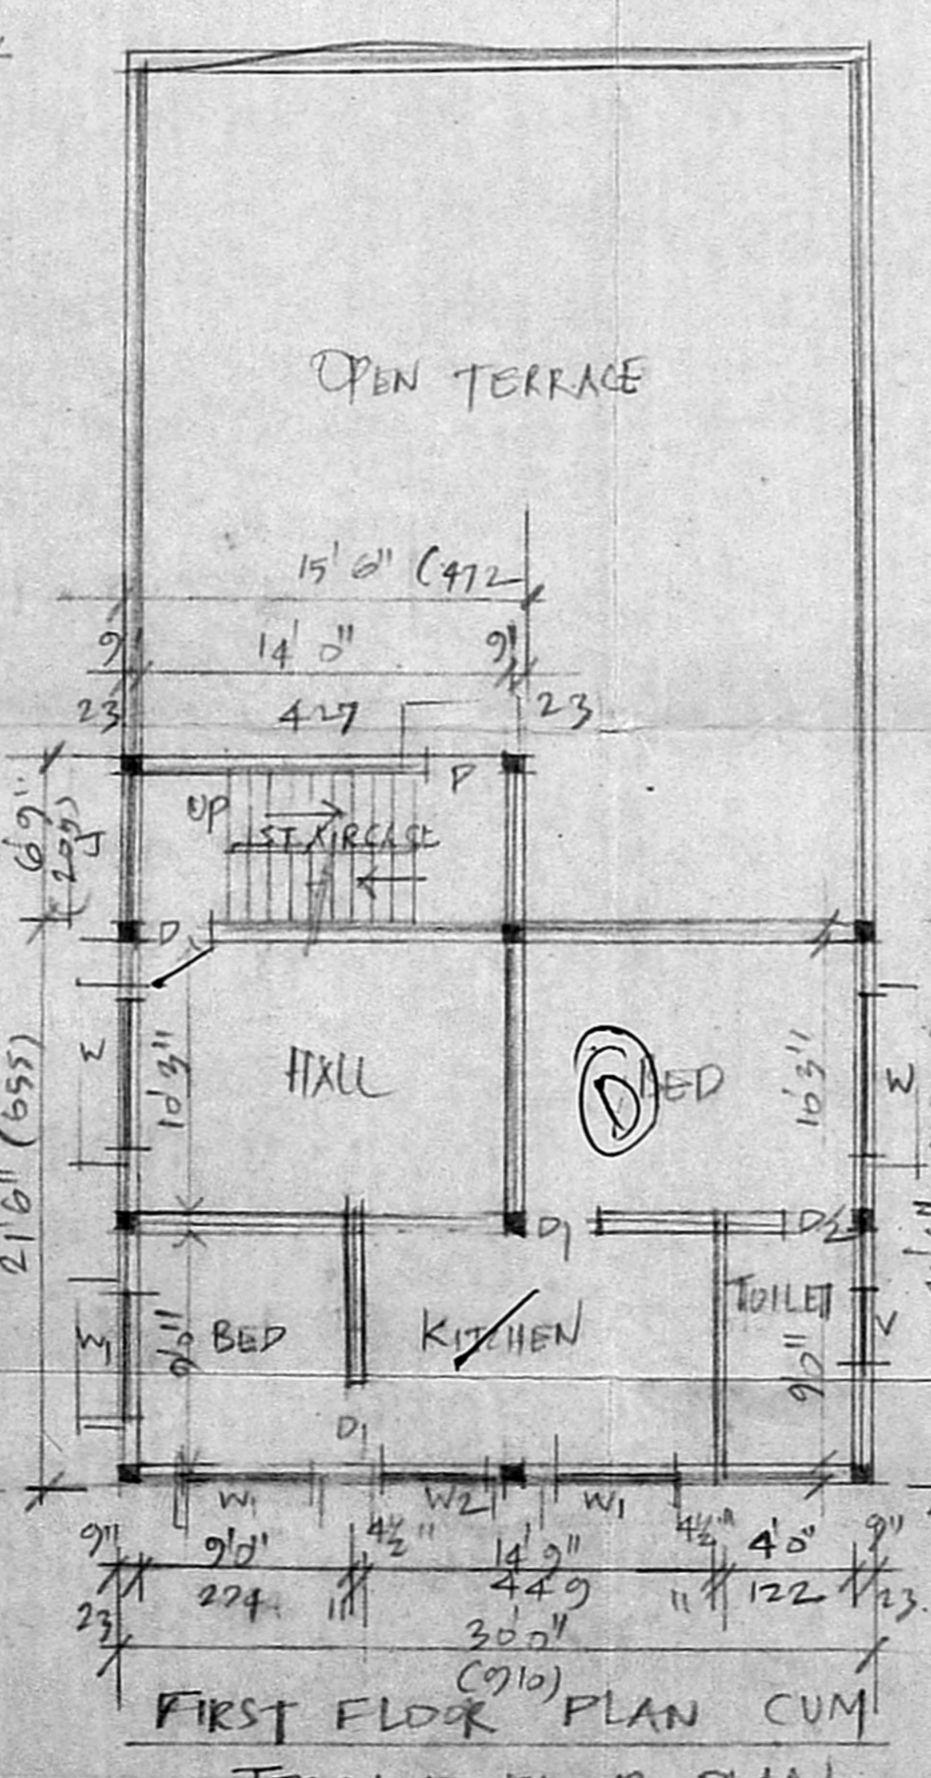 OPEN TERRACE
15' 6" (472
9" 14' 0" 9"
23 427 23
D
UP
STAIRCASE
6'9"
(205)
D
W 10'3" HALL D BED 10'3" W
21'6" (655)
D1 D2
W1 9'0" BED KITCHEN TOILET 9'0" V
D1
W1 W2 W1
9" 9'0" 4½" 14'9" 4½" 4'0" 9"
23 274 11 449 11 122 23
30'0"
(910)
FIRST FLOOR PLAN CUM